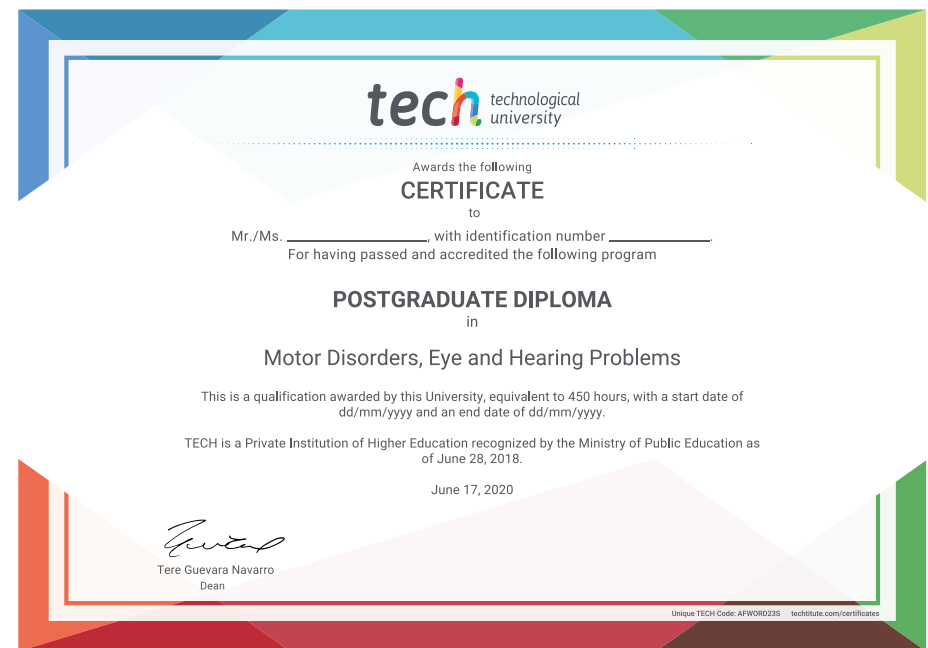 tech technological
university
Awards the following
CERTIFICATE
to
Mr./Ms. ____________, with identification number ____________.
For having passed and accredited the following program
POSTGRADUATE DIPLOMA
in
Motor Disorders, Eye and Hearing Problems
This is a qualification awarded by this University, equivalent to 450 hours, with a start date of
dd/mm/yyyy and an end date of dd/mm/yyyy.
TECH is a Private Institution of Higher Education recognized by the Ministry of Public Education as
of June 28, 2018.
June 17, 2020
Tere Guevara Navarro
Dean
Unique TECH Code: AFWORD23S techtitute.com/certificates